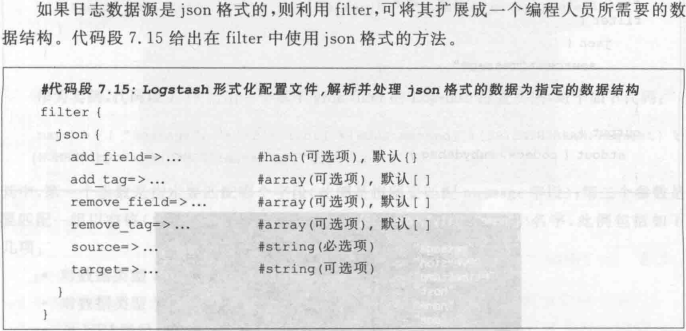 如果日志数据源是 json 格式的,则利用 filter,可将其扩展成一个编程人员所需要的数
据结构。代码段 7.15 给出在 filter 中使用 json 格式的方法。
#代码段 7.15: Logstash 形式化配置文件,解析并处理 json 格式的数据为指定的数据结构
filter {
json {
add_field=>... #hash(可选项), 默认{}
add_tag=>... #array(可选项), 默认[ ]
remove_field=>... #array(可选项), 默认[ ]
remove_tag=>... #array(可选项), 默认[ ]
source=>... #string(必选项)
target=>... #string(可选项)
}
}